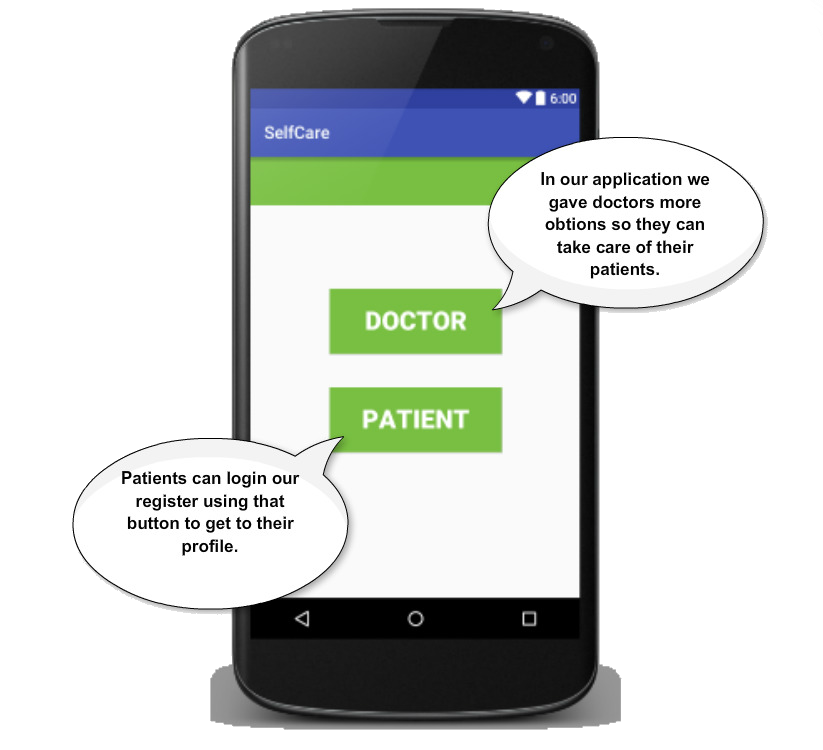 6:00
SelfCare
In our application we
gave doctors more
obtions so they can
take care of their
patients.
DOCTOR
PATIENT
Patients can login our
register using that
button to get to their
profile.